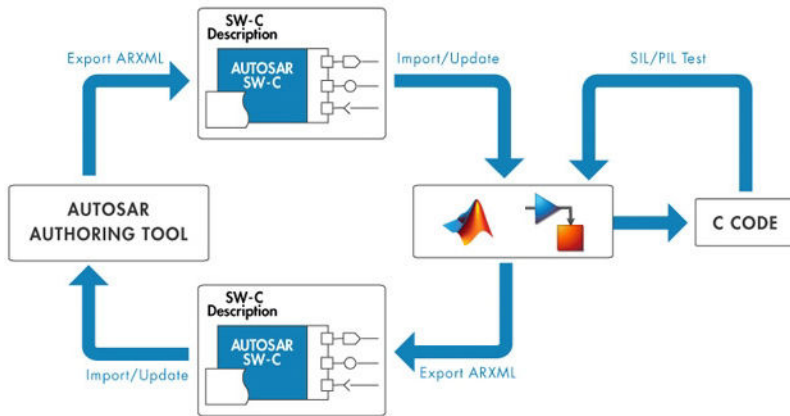 SW-C
Description
AUTOSAR
SW-C
Export ARXML
Import/Update
SIL/PIL Test
AUTOSAR
AUTHORING TOOL
C CODE
SW-C
Description
AUTOSAR
SW-C
Import/Update
Export ARXML